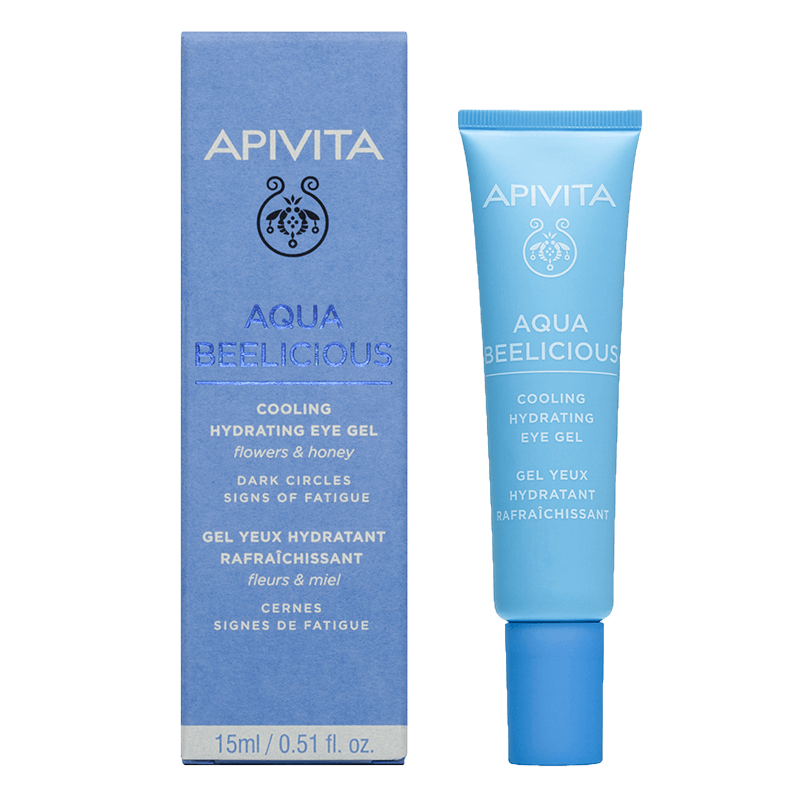 APIVITA
AQUA
BEELICIOUS
COOLING
HYDRATING EYE GEL
flowers & honey
DARK CIRCLES
SIGNS OF FATIGUE
GEL YEUX HYDRATANT
RAFRAÎCHISSANT
fleurs & miel
CERNES
SIGNES DE FATIGUE
15ml / 0.51 fl. oz.
APIVITA
AQUA
BEELICIOUS
COOLING
HYDRATING
EYE GEL
GEL YEUX
HYDRATANT
RAFRAÎCHISSANT